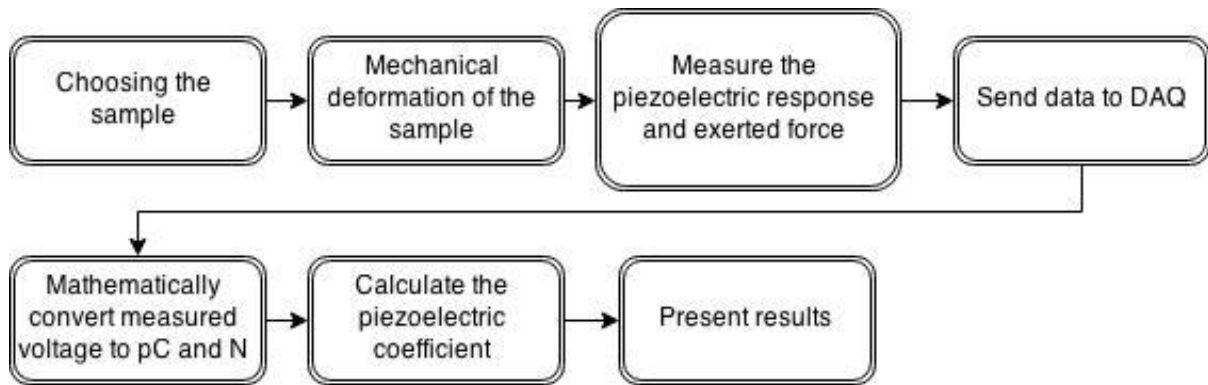 Choosing the
sample
Mechanical
deformation of the
sample
Measure the
piezoelectric response
and exerted force
Send data to DAQ
Mathematically
convert measured
voltage to pC and N
Calculate the
piezoelectric
coefficient
Present results